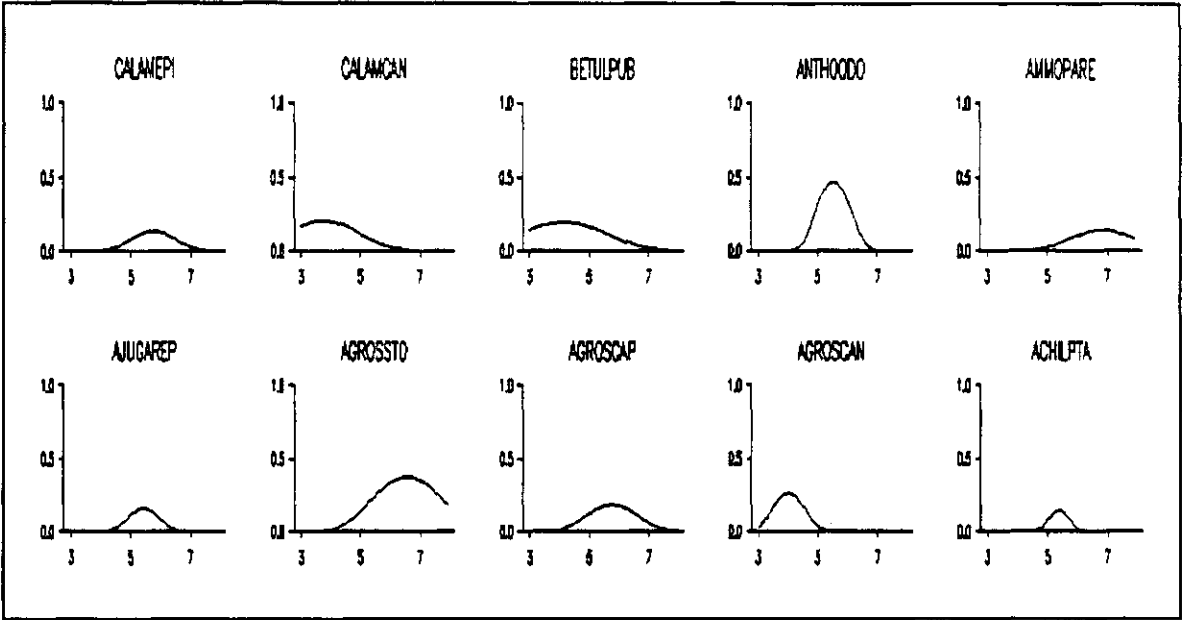 CALAMEPI CALAMCAN BETULPUB ANTHOODO AMMOPARE
1.0 1.0 1.0 1.0 1.0
0.5 0.5 0.5 0.5 0.5
0.0 0.0 0.0 0.0 0.0
3 5 7 3 5 7 3 5 7 3 5 7 3 5 7
AJUGAREP AGROSSTO AGROSCAP AGROSCAN ACHILPTA
1.0 1.0 1.0 1.0 1.0
0.5 0.5 0.5 0.5 0.5
0.0 0.0 0.0 0.0 0.0
3 5 7 3 5 7 3 5 7 3 5 7 3 5 7